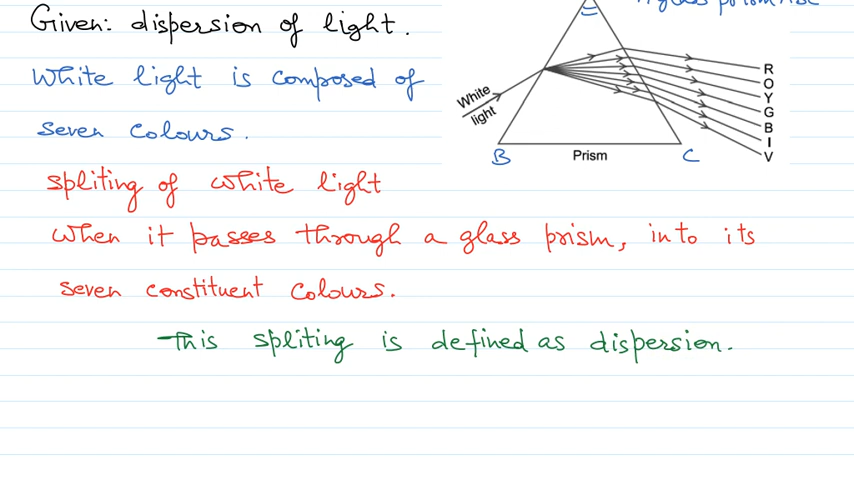 Given: dispersion of light.
White light is composed of
seven colours.
White
light
R
O
Y
G
B
I
V
B
Prism
C
spliting of white light
when it passes through a glass prism, into its
seven constituent colours.
This spliting is defined as dispersion.